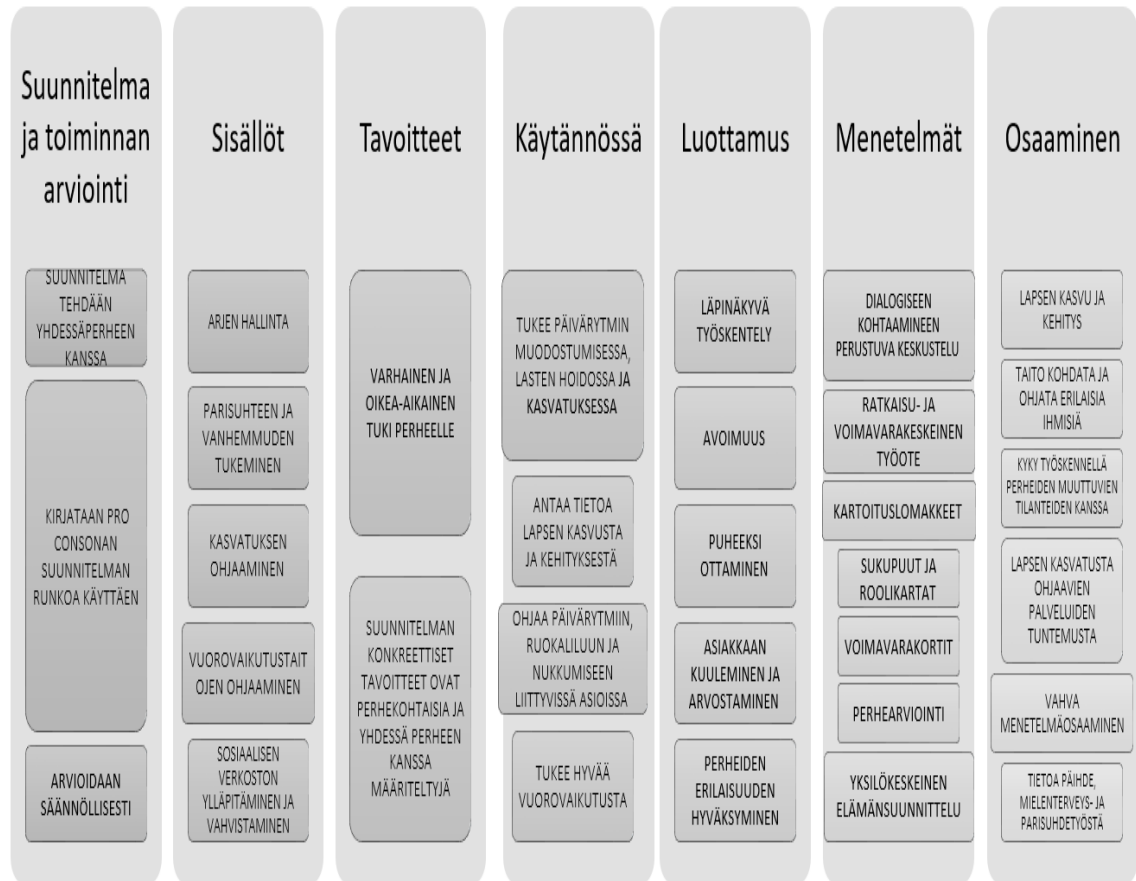 Suunnitelma
ja toiminnan
arviointi
SUUNNITELMA
TEHDÄÄN
YHDESSÄPERHEEN
KANSSA
KIRJATAAN PRO
CONSONAN
SUUNNITELMAN
RUNKOA KÄYTTÄEN
ARVIOIDAAN
SÄÄNNÖLLISESTI
Sisällöt
ARJEN HALLINTA
PARISUHTEEN JA
VANHEMMUDEN
TUKEMINEN
KASVATUKSEN
OHJAAMINEN
VUOROVAIKUTUSTAIT
OJEN OHJAAMINEN
SOSIAALISEN
VERKOSTON
YLLÄPITÄMINEN JA
VAHVISTAMINEN
Tavoitteet
VARHAINEN JA
OIKEA-AIKAINEN
TUKI PERHEELLE
SUUNNITELMAN
KONKREETTISET
TAVOITTEET OVAT
PERHEKOHTAISIA JA
YHDESSÄ PERHEEN
KANSSA
MÄÄRITELTYJÄ
Käytännössä
TUKEE PÄIVÄRYTMIN
MUODOSTUMISESSA,
LASTEN HOIDOSSA JA
KASVATUKSESSA
ANTAA TIETOA
LAPSEN KASVUSTA
JA KEHITYKSESTÄ
OHJAA PÄIVÄRYTMIIN,
RUOKALILUUN JA
NUKKUMISEEN
LIITTYVISSÄ ASIOISSA
TUKEE HYVÄÄ
VUOROVAIKUTUSTA
Luottamus
LÄPINÄKYVÄ
TYÖSKENTELY
AVOIMUUS
PUHEEKSI
OTTAMINEN
ASIAKKAAN
KUULEMINEN JA
ARVOSTAMINEN
PERHEIDEN
ERILAISUUDEN
HYVÄKSYMINEN
Menetelmät
DIALOGISEEN
KOHTAAMINEEN
PERUSTUVA KESKUSTELU
RATKAISU- JA
VOIMAVARAKESKEINEN
TYÖOTE
KARTOITUSLOMAKKEET
SUKUPUUT JA
ROOLIKARTAT
VOIMAVARAKORTIT
PERHEARVIOINTI
YKSILÖKESKEINEN
ELÄMÄNSUUNNITTELU
Osaaminen
LAPSEN KASVU JA
KEHITYS
TAITO KOHDATA JA
OHJATA ERILAISIA
IHMISIÄ
KYKY TYÖSKENNELLÄ
PERHEIDEN MUUTTUVIEN
TILANTEIDEN KANSSA
LAPSEN KASVATUSTA
OHJAAVIEN
PALVELUIDEN
TUNTEMUSTA
VAHVA
MENETELMÄOSAAMINEN
TIETOA PÄIHDE,
MIELENTERVEYS- JA
PARISUHDETYÖSTÄ